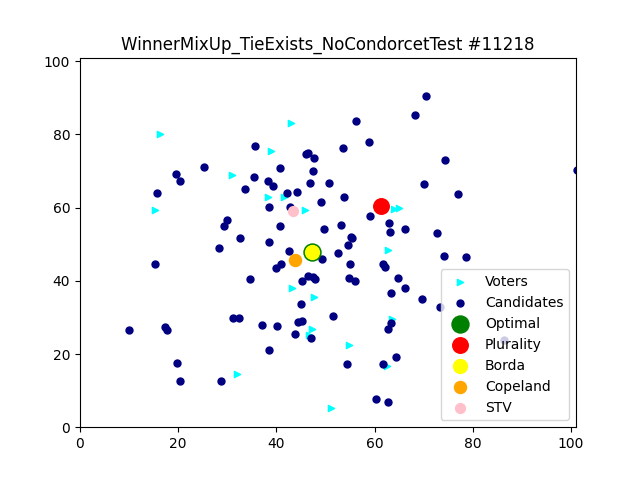 WinnerMixUp_TieExists_NoCondorcetTest #11218
100
80
60
40
20
0
0
20
40
60
80
100
Voters
Candidates
Optimal
Plurality
Borda
Copeland
STV